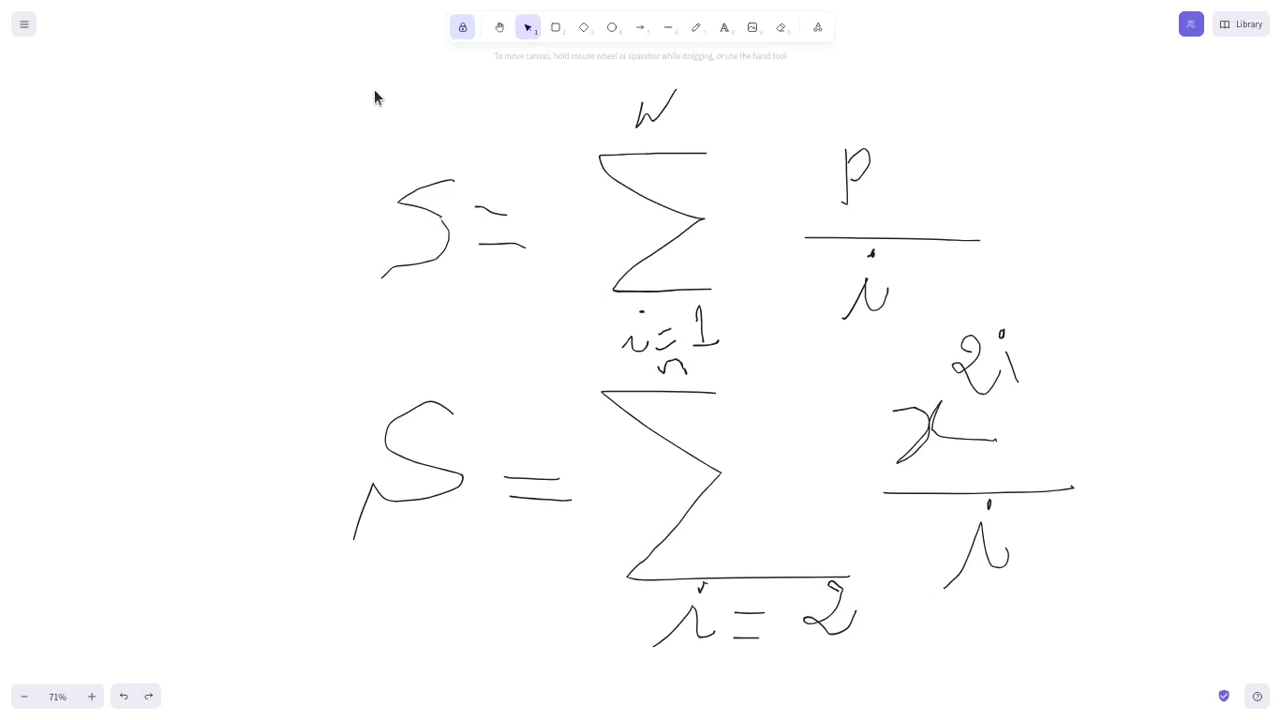 Library
To move canvas, hold mouse wheel or spacebar while dragging, or use the hand tool
N
S = ∑ p / i
i = 1
n
S = ∑ x^2i / i
i = 2
71%